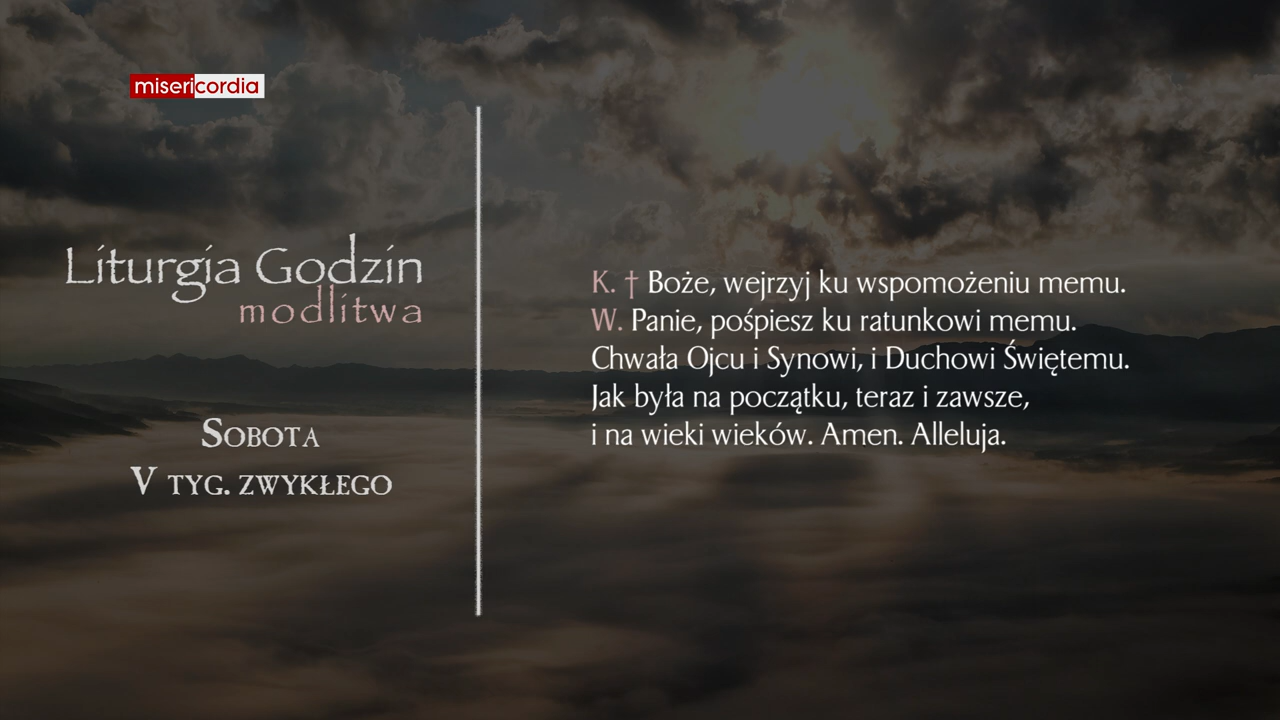 misericordia
Liturgia Godzin
modlitwa
Sobota
V tyg. zwykłego
K. † Boże, wejrzyj ku wspomożeniu memu.
W. Panie, pośpiesz ku ratunkowi memu.
Chwała Ojcu i Synowi, i Duchowi Świętemu.
Jak była na początku, teraz i zawsze,
i na wieki wieków. Amen. Alleluja.